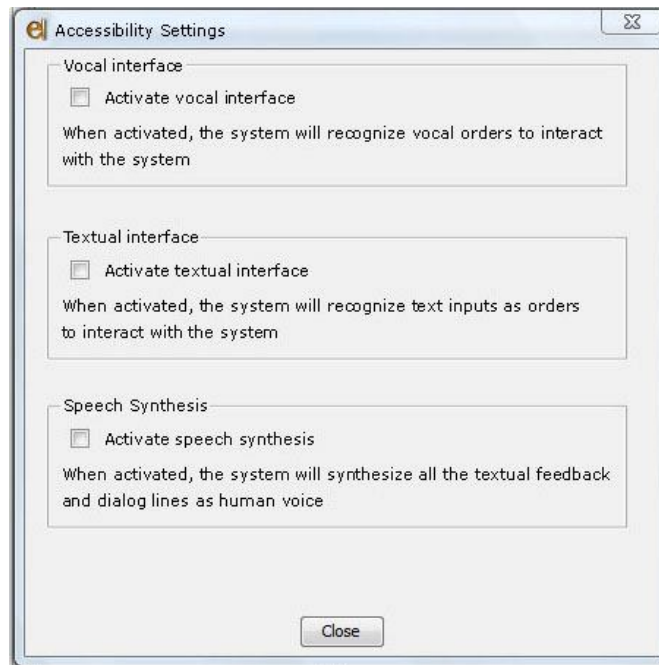 Accessibility Settings
Vocal interface
Activate vocal interface
When activated, the system will recognize vocal orders to interact
with the system
Textual interface
Activate textual interface
When activated, the system will recognize text inputs as orders
to interact with the system
Speech Synthesis
Activate speech synthesis
When activated, the system will synthesize all the textual feedback
and dialog lines as human voice
Close